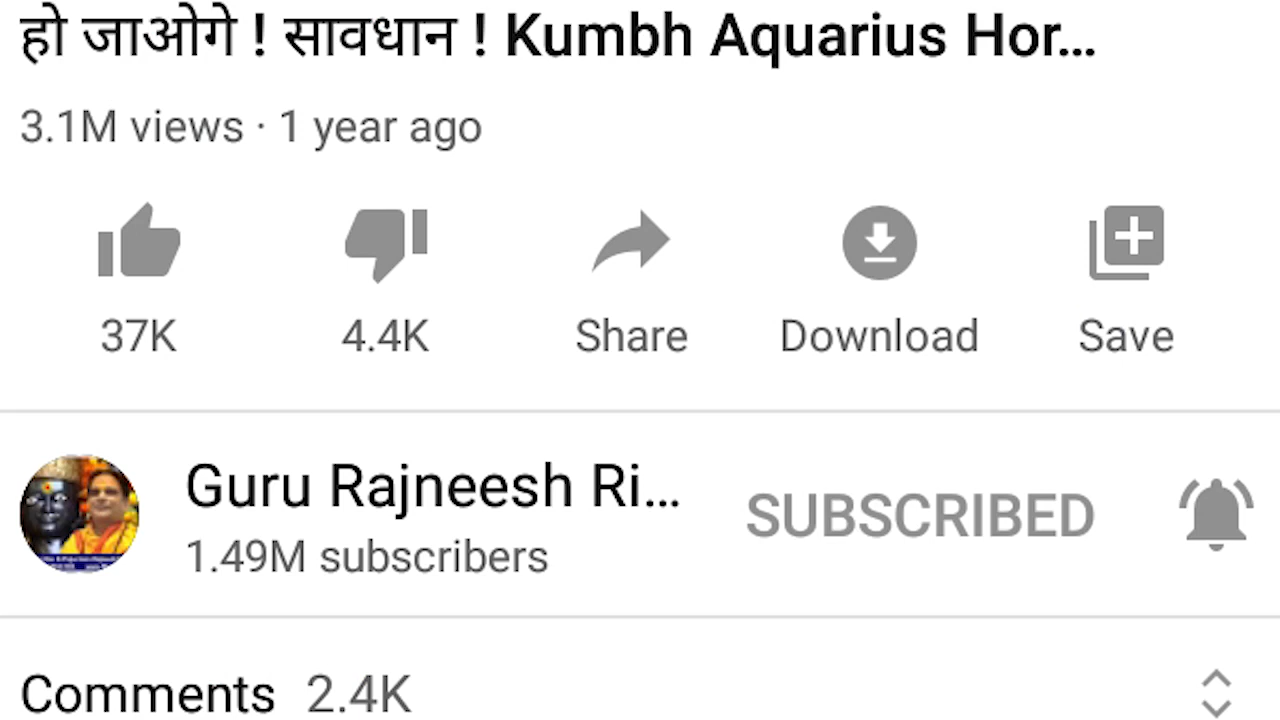 हो जाओगे ! सावधान ! Kumbh Aquarius Hor...
3.1M views · 1 year ago
37K 4.4K Share Download Save
Guru Rajneesh Ri...
SUBSCRIBED
1.49M subscribers
Comments 2.4K